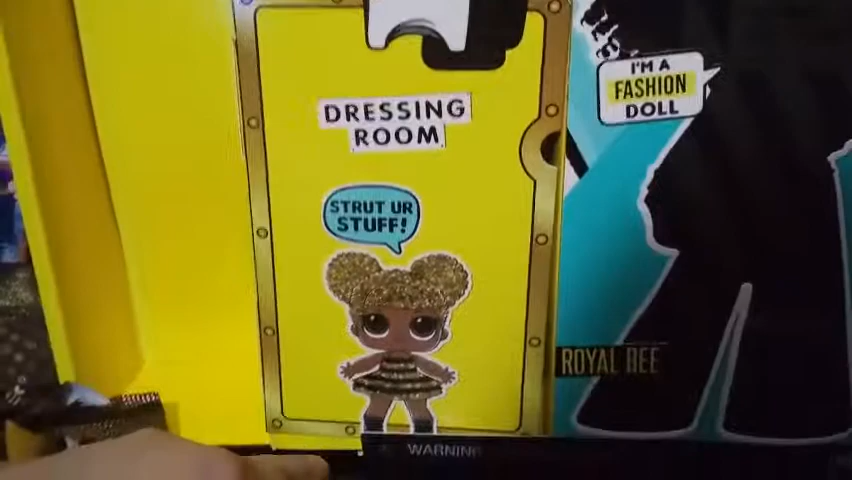 DRESSING
ROOM
STRUT UR
STUFF!
I'M A
FASHION
DOLL
ROYAL BEE
WARNING